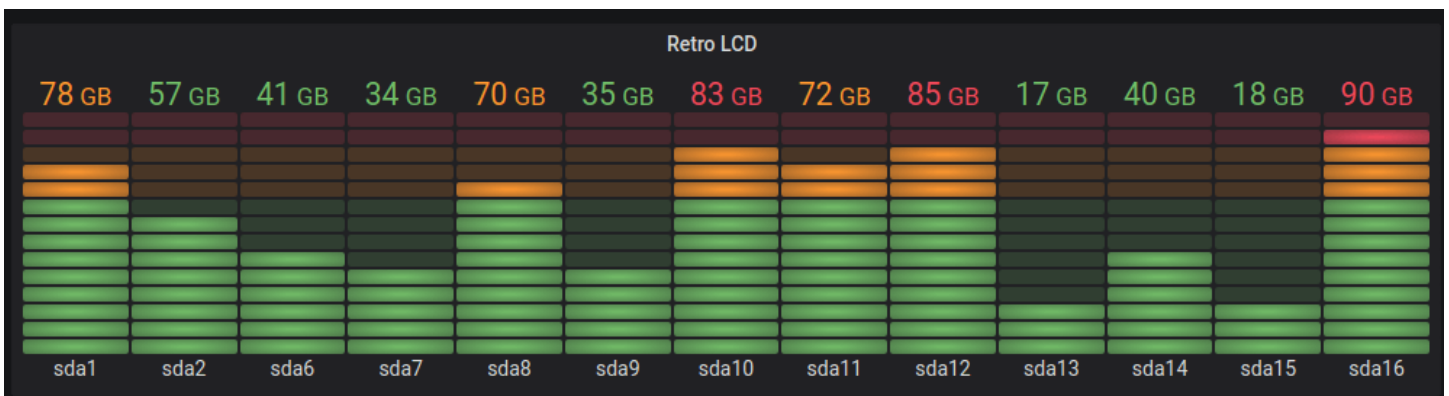 Retro LCD
78 GB 57 GB 41 GB 34 GB 70 GB 35 GB 83 GB 72 GB 85 GB 17 GB 40 GB 18 GB 90 GB
sda1 sda2 sda6 sda7 sda8 sda9 sda10 sda11 sda12 sda13 sda14 sda15 sda16